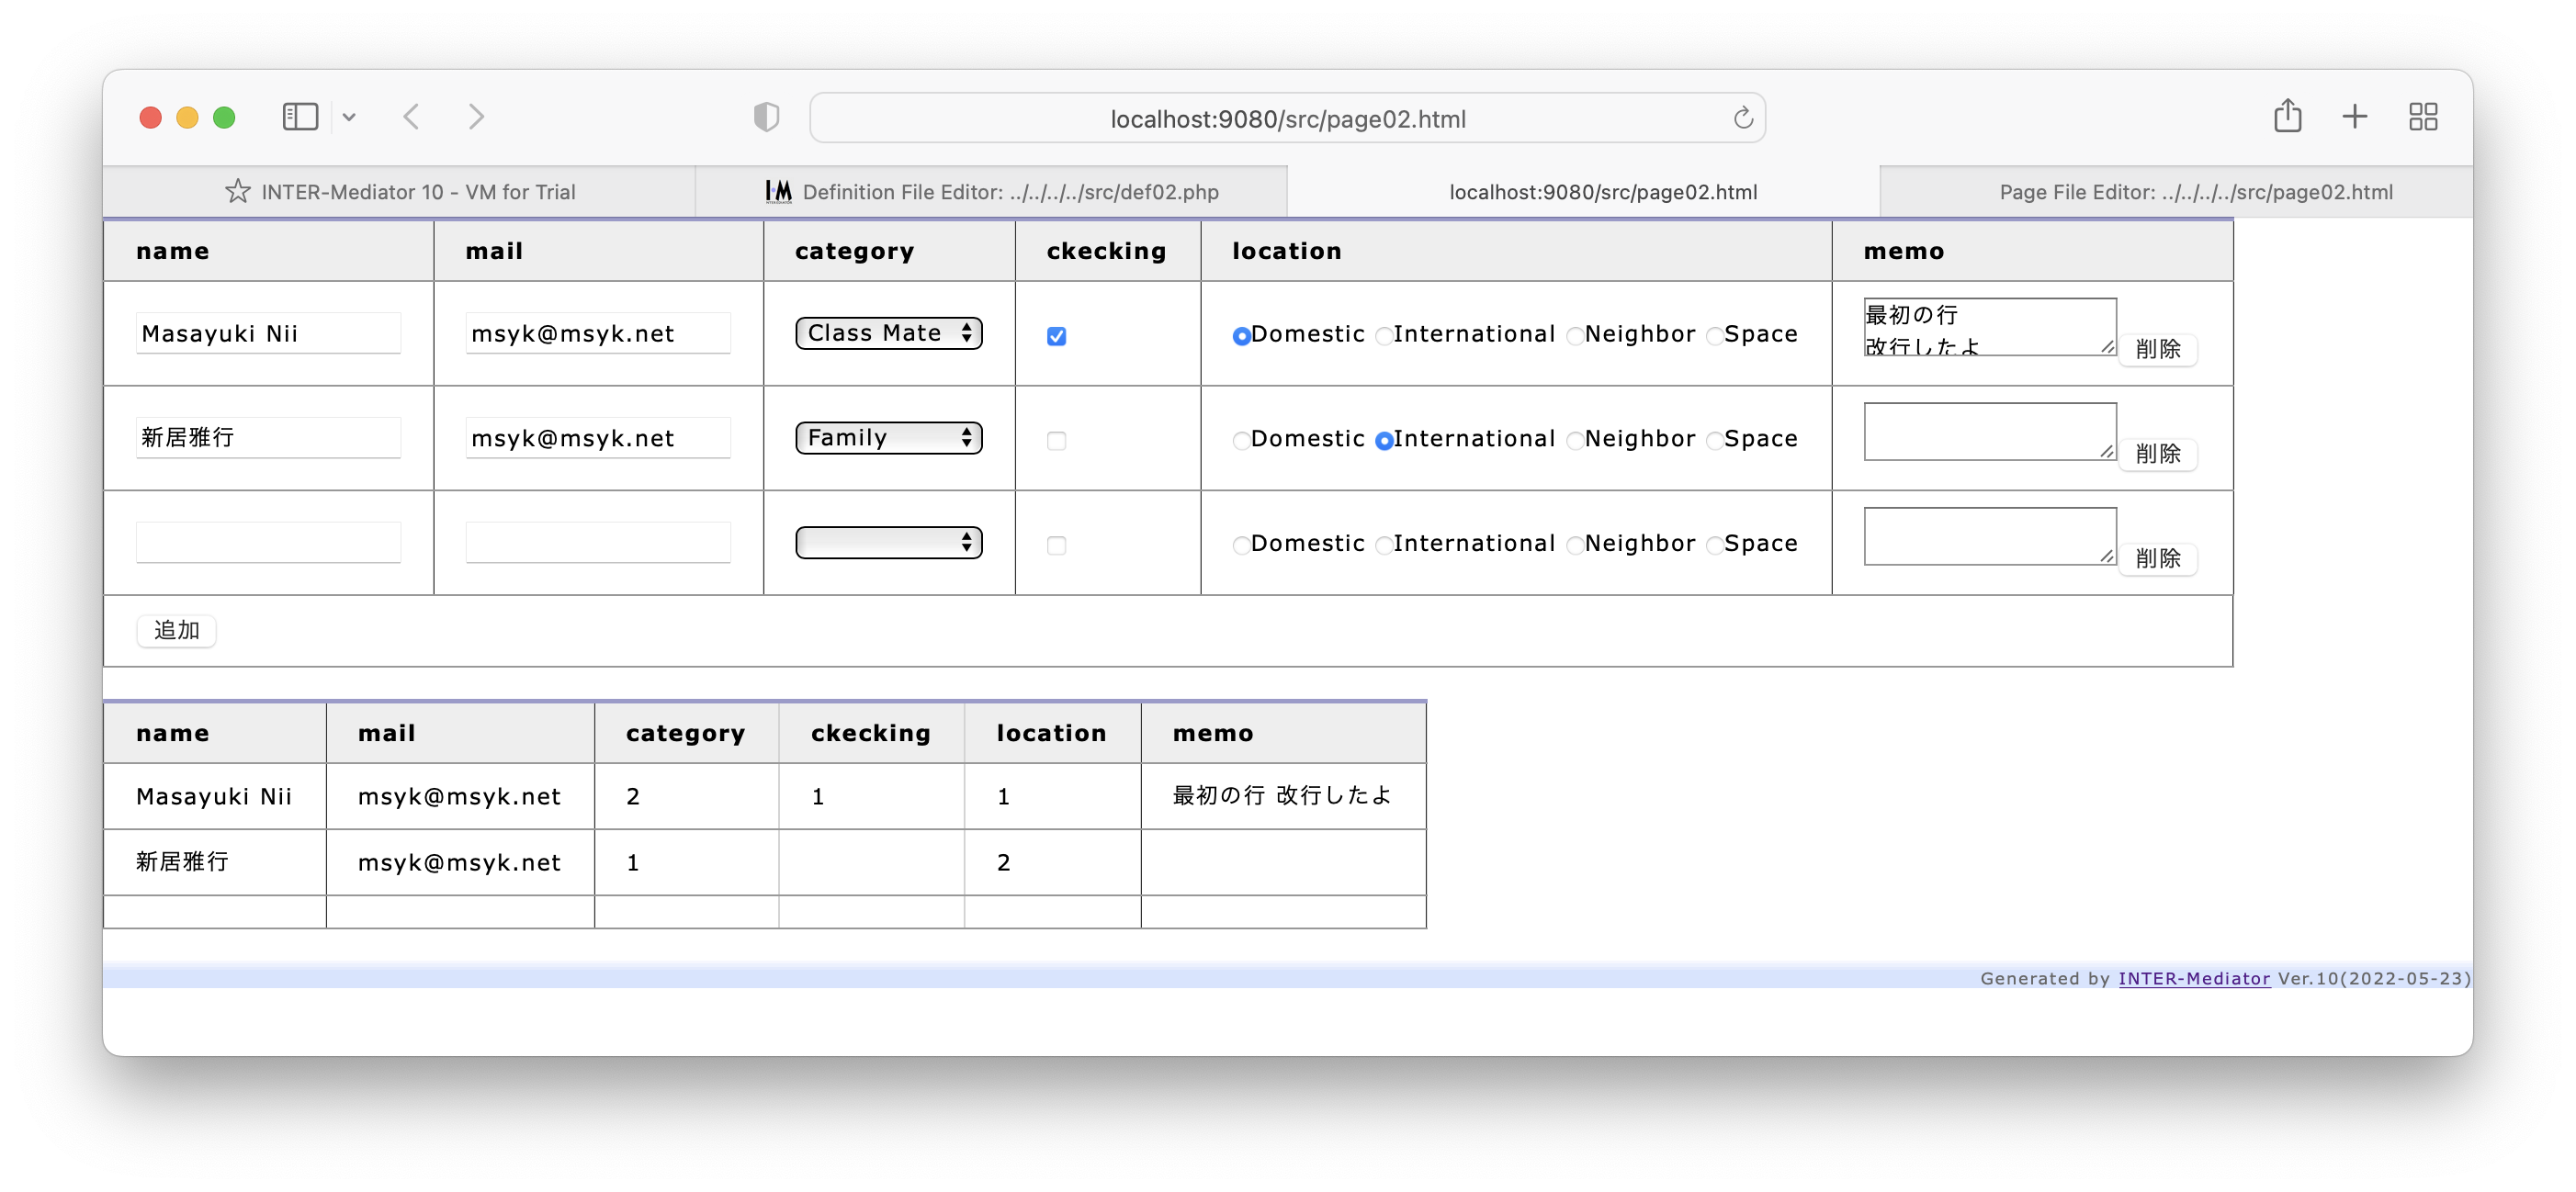 localhost:9080/src/page02.html
INTER-Mediator 10 - VM for Trial
Definition File Editor: ../../../../src/def02.php
localhost:9080/src/page02.html
Page File Editor: ../../../../src/page02.html
name mail category ckecking location memo
Masayuki Nii msyk@msyk.net Class Mate Domestic International Neighbor Space 最初の行
改行したよ 削除
新居雅行 msyk@msyk.net Family Domestic International Neighbor Space 削除
Domestic International Neighbor Space 削除
追加
name mail category ckecking location memo
Masayuki Nii msyk@msyk.net 2 1 1 最初の行 改行したよ
新居雅行 msyk@msyk.net 1 2
Generated by INTER-Mediator Ver.10(2022-05-23)